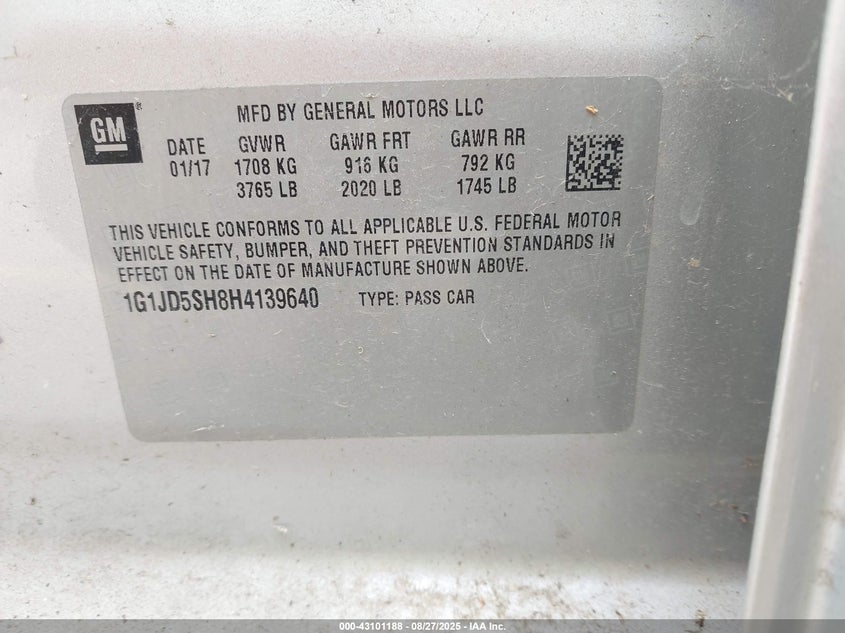 GM®
MFD BY GENERAL MOTORS LLC
DATE GVWR GAWR FRT GAWR RR
01/17 1708 KG 916 KG 792 KG
3765 LB 2020 LB 1745 LB
THIS VEHICLE CONFORMS TO ALL APPLICABLE U.S. FEDERAL MOTOR
VEHICLE SAFETY, BUMPER, AND THEFT PREVENTION STANDARDS IN
EFFECT ON THE DATE OF MANUFACTURE SHOWN ABOVE.
1G1JD5SH8H4139640 TYPE: PASS CAR
000-43101188 - 08/27/2025 - IAA Inc.